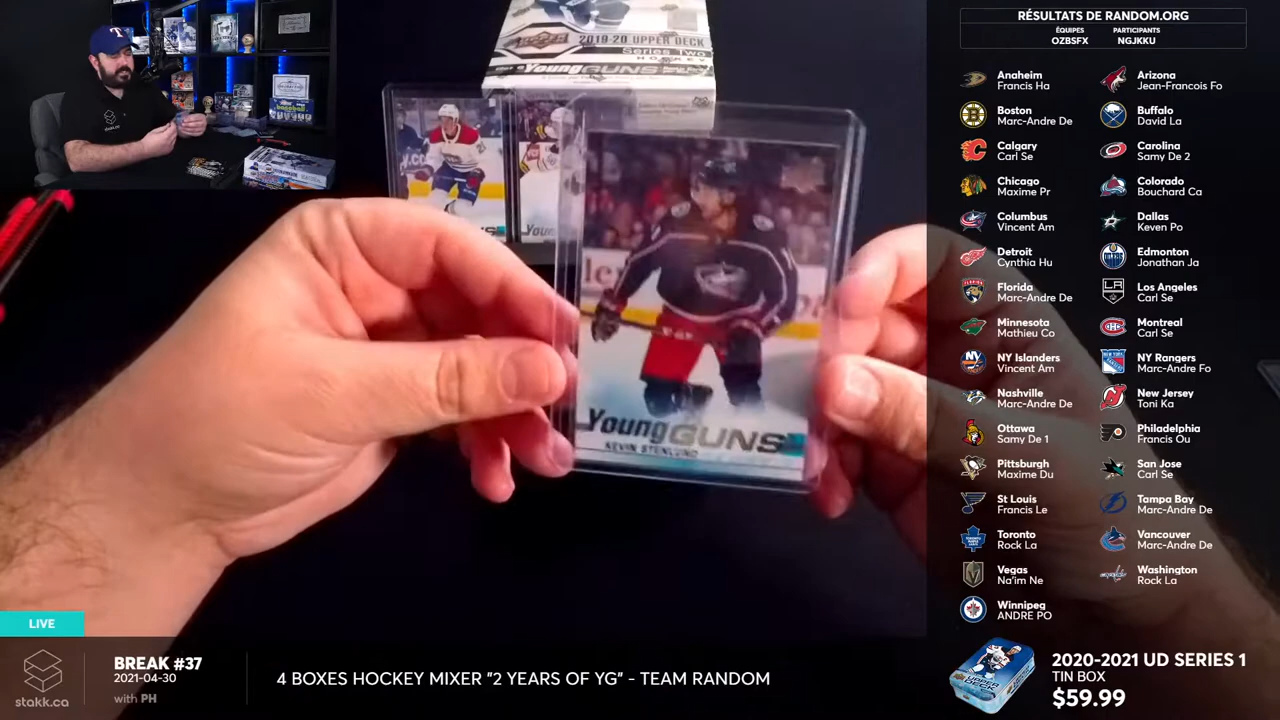 2019-20 UPPER DECK
Series Two
HOCKEY
YoungGUNS
YoungGUNS
KEVIN STENLUND
RÉSULTATS DE RANDOM.ORG
ÉQUIPES
OZBSFX
PARTICIPANTS
NGJKKU
Anaheim
Francis Ha
Arizona
Jean-Francois Fo
Boston
Marc-Andre De
Buffalo
David La
Calgary
Carl Se
Carolina
Samy De 2
Chicago
Maxime Pr
Colorado
Bouchard Ca
Columbus
Vincent Am
Dallas
Keven Po
Detroit
Cynthia Hu
Edmonton
Jonathan Ja
Florida
Marc-Andre De
Los Angeles
Carl Se
Minnesota
Mathieu Co
Montreal
Carl Se
NY Islanders
Vincent Am
NY Rangers
Marc-Andre Fo
Nashville
Marc-Andre De
New Jersey
Toni Ka
Ottawa
Samy De 1
Philadelphia
Francis Ou
Pittsburgh
Maxime Du
San Jose
Carl Se
St Louis
Francis Le
Tampa Bay
Marc-Andre De
Toronto
Rock La
Vancouver
Marc-Andre De
Vegas
Na'im Ne
Washington
Rock La
Winnipeg
ANDRE PO
LIVE
stakk.ca
BREAK #37
2021-04-30
with PH
4 BOXES HOCKEY MIXER "2 YEARS OF YG" - TEAM RANDOM
2020-2021 UD SERIES 1
TIN BOX
$59.99